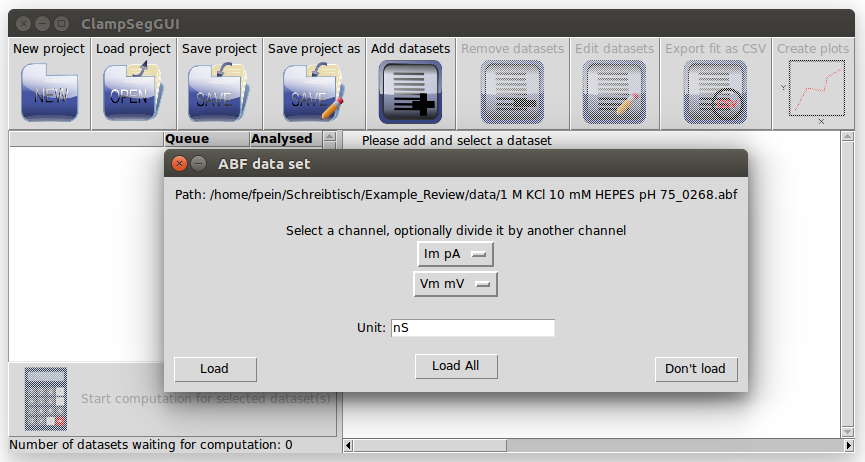 ClampSegGUI
New project Load project Save project Save project as Add datasets Remove datasets Edit datasets Export fit as CSV Create plots
NEW OPEN SAVE SAVE CSV Y X
Queue Analysed
Please add and select a dataset
ABF data set
Path: /home/fpein/Schreibtisch/Example_Review/data/1 M KCl 10 mM HEPES pH 75_0268.abf
Select a channel, optionally divide it by another channel
Im pA
Vm mV
Unit: nS
Load Load All Don't load
Start computation for selected dataset(s)
Number of datasets waiting for computation: 0